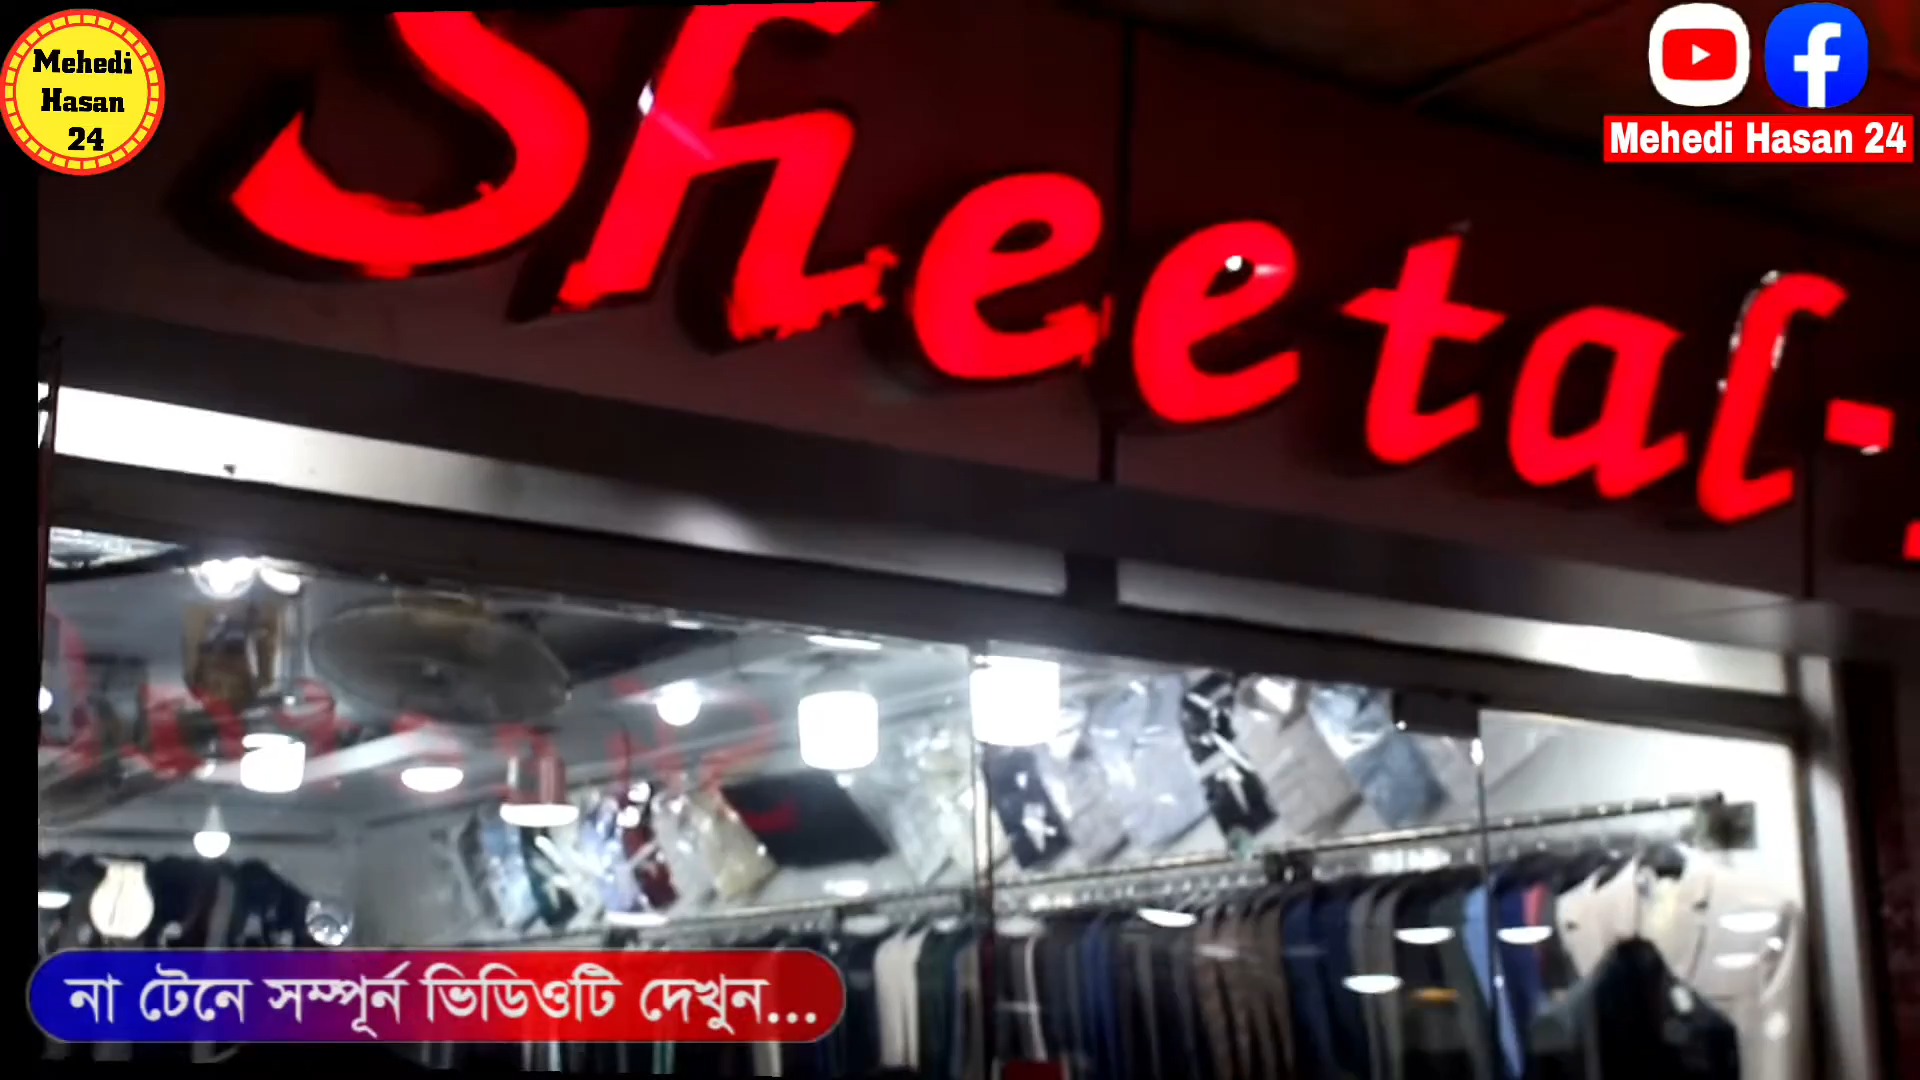 Mehedi
Hasan
24
Mehedi Hasan 24
Sheetal-
না টেনে সম্পূর্ন ভিডিওটি দেখুন...